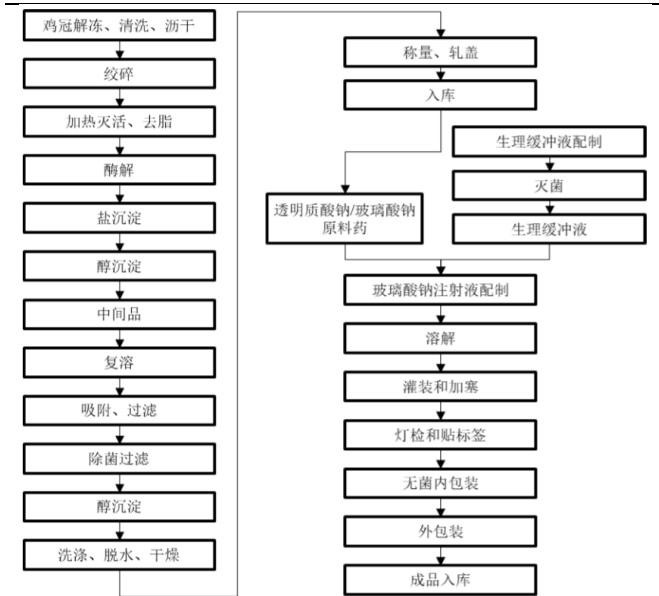 鸡冠解冻、清洗、沥干
绞碎
加热灭活、去脂
酶解
盐沉淀
醇沉淀
中间品
复溶
吸附、过滤
除菌过滤
醇沉淀
洗涤、脱水、干燥
称量、轧盖
入库
生理缓冲液配制
灭菌
生理缓冲液
透明质酸钠/玻璃酸钠
原料药
玻璃酸钠注射液配制
溶解
灌装和加塞
灯检和贴标签
无菌内包装
外包装
成品入库